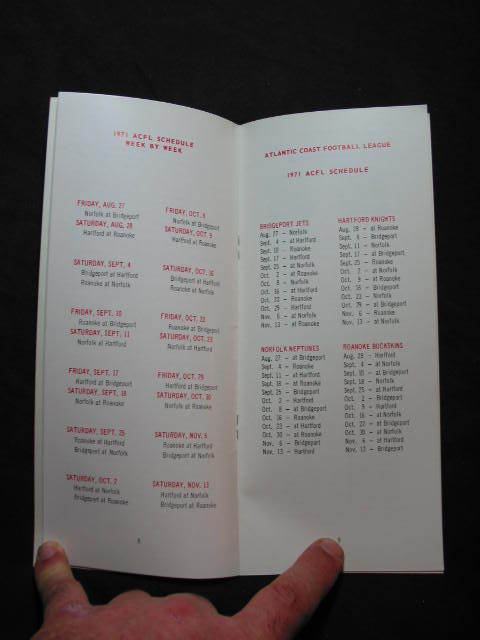 1971 ACFL SCHEDULE
WEEK BY WEEK
FRIDAY, AUG. 27
Norfolk at Bridgeport
SATURDAY, AUG. 28
Hartford at Roanoke
SATURDAY, SEPT. 4
Bridgeport at Hartford
Roanoke at Norfolk
FRIDAY, SEPT. 10
Roanoke at Bridgeport
SATURDAY, SEPT. 11
Norfolk at Hartford
FRIDAY, SEPT. 17
Hartford at Bridgeport
SATURDAY, SEPT. 18
Norfolk at Roanoke
SATURDAY, SEPT. 25
Roanoke at Hartford
Bridgeport at Norfolk
SATURDAY, OCT. 2
Hartford at Norfolk
Bridgeport at Roanoke
FRIDAY, OCT. 8
Norfolk at Bridgeport
SATURDAY, OCT. 9
Hartford at Roanoke
SATURDAY, OCT. 16
Bridgeport at Hartford
Roanoke at Norfolk
FRIDAY, OCT. 22
Roanoke at Bridgeport
SATURDAY, OCT. 23
Norfolk at Hartford
FRIDAY, OCT. 29
Hartford at Bridgeport
SATURDAY, OCT. 30
Norfolk at Roanoke
SATURDAY, NOV. 6
Roanoke at Hartford
Bridgeport at Norfolk
SATURDAY, NOV. 13
Hartford at Norfolk
Bridgeport at Roanoke
8
ATLANTIC COAST FOOTBALL LEAGUE
1971 ACFL SCHEDULE
BRIDGEPORT JETS
Aug. 27 - Norfolk
Sept. 4 - at Hartford
Sept. 10 - Roanoke
Sept. 17 - Hartford
Sept. 25 - at Norfolk
Oct. 2 - at Roanoke
Oct. 8 - Norfolk
Oct. 16 - at Hartford
Oct. 22 - Roanoke
Oct. 29 - Hartford
Nov. 6 - at Norfolk
Nov. 13 - at Roanoke
HARTFORD KNIGHTS
Aug. 28 - at Roanoke
Sept. 4 - Bridgeport
Sept. 11 - Norfolk
Sept. 17 - at Bridgeport
Sept. 25 - Roanoke
Oct. 2 - at Norfolk
Oct. 9 - at Roanoke
Oct. 16 - Bridgeport
Oct. 23 - Norfolk
Oct. 29 - at Bridgeport
Nov. 6 - Roanoke
Nov. 13 - at Norfolk
NORFOLK NEPTUNES
Aug. 27 - at Bridgeport
Sept. 4 - Roanoke
Sept. 11 - at Hartford
Sept. 18 - at Roanoke
Sept. 25 - Bridgeport
Oct. 2 - Hartford
Oct. 8 - at Bridgeport
Oct. 16 - Roanoke
Oct. 23 - at Hartford
Oct. 30 - at Roanoke
Nov. 6 - Bridgeport
Nov. 13 - Hartford
ROANOKE BUCKSKINS
Aug. 28 - Hartford
Sept. 4 - at Norfolk
Sept. 10 - at Bridgeport
Sept. 18 - Norfolk
Sept. 25 - at Hartford
Oct. 2 - Bridgeport
Oct. 9 - Hartford
Oct. 16 - at Norfolk
Oct. 22 - at Bridgeport
Oct. 30 - Norfolk
Nov. 6 - at Hartford
Nov. 13 - Bridgeport